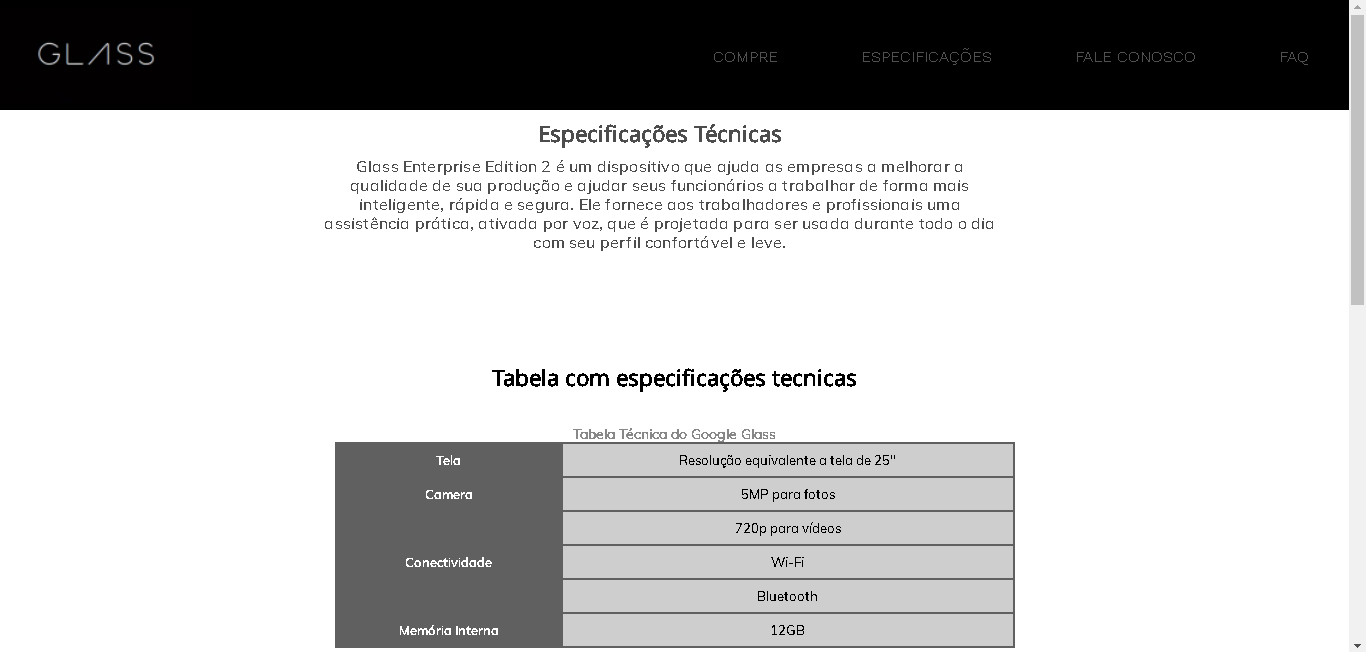 GLASS
COMPRE ESPECIFICAÇÕES FALE CONOSCO FAQ
Especificações Técnicas
Glass Enterprise Edition 2 é um dispositivo que ajuda as empresas a melhorar a
qualidade de sua produção e ajudar seus funcionários a trabalhar de forma mais
inteligente, rápida e segura. Ele fornece aos trabalhadores e profissionais uma
assistência prática, ativada por voz, que é projetada para ser usada durante todo o dia
com seu perfil confortável e leve.
Tabela com especificações tecnicas
Tabela Técnica do Google Glass
Tela Resolução equivalente a tela de 25"
Camera 5MP para fotos
720p para vídeos
Conectividade Wi-Fi
Bluetooth
Memória Interna 12GB